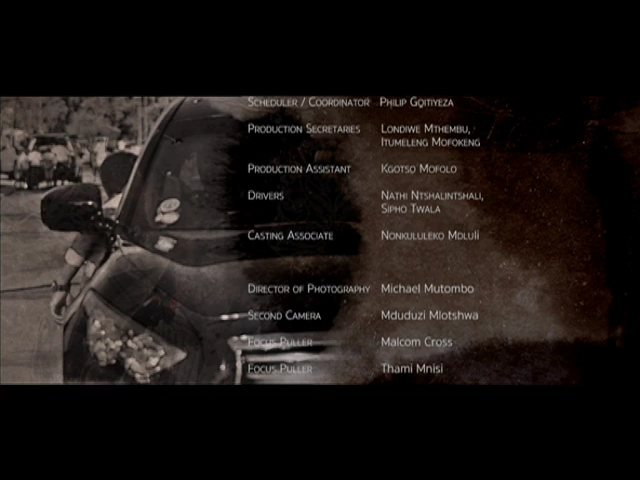 Scheduler / Coordinator Philip Gqitiyeza
Production Secretaries Londiwe Mthembu,
Itumeleng Mofokeng
Production Assistant Kgotso Mofolo
Drivers Nathi Ntshalintshali,
Sipho Twala
Casting Associate Nonkululeko Mdluli
Director of Photography Michael Mutombo
Second Camera Mduduzi Mlotshwa
Focus Puller Malcom Cross
Focus Puller Thami Mnisi